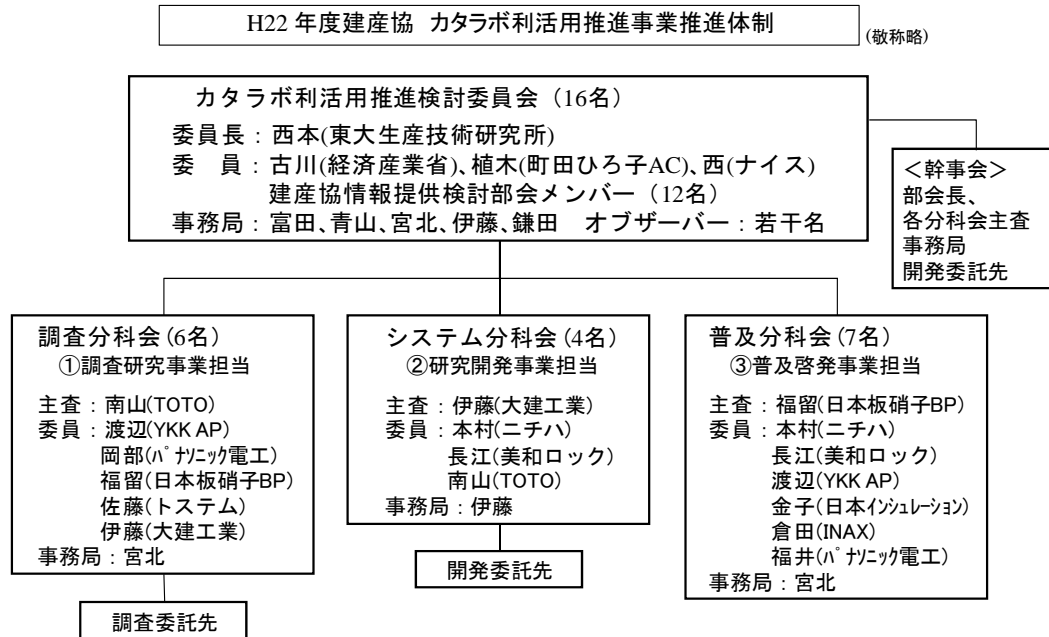 H22年度建産協 カタラボ利活用推進事業推進体制
(敬称略)
カタラボ利活用推進検討委員会（16名）
委員長：西本(東大生産技術研究所)
委　員：古川(経済産業省)、植木(町田ひろ子AC)、西(ナイス)
建産協情報提供検討部会メンバー（12名）
事務局：富田、青山、宮北、伊藤、鎌田　オブザーバー：若干名
＜幹事会＞
部会長、
各分科会主査
事務局
開発委託先
調査分科会(6名)
①調査研究事業担当
主査：南山(TOTO)
委員：渡辺(YKK AP)
岡部(ﾊﾟﾅｿﾆｯｸ電工)
福留(日本板硝子BP)
佐藤(トステム)
伊藤(大建工業)
事務局：宮北
調査委託先
システム分科会(4名)
②研究開発事業担当
主査：伊藤(大建工業)
委員：本村(ニチハ)
長江(美和ロック)
南山(TOTO)
事務局：伊藤
開発委託先
普及分科会(7名)
③普及啓発事業担当
主査：福留(日本板硝子BP)
委員：本村(ニチハ)
長江(美和ロック)
渡辺(YKK AP)
金子(日本ｲﾝｼｭﾚｰｼｮﾝ)
倉田(INAX)
福井(ﾊﾟﾅｿﾆｯｸ電工)
事務局：宮北